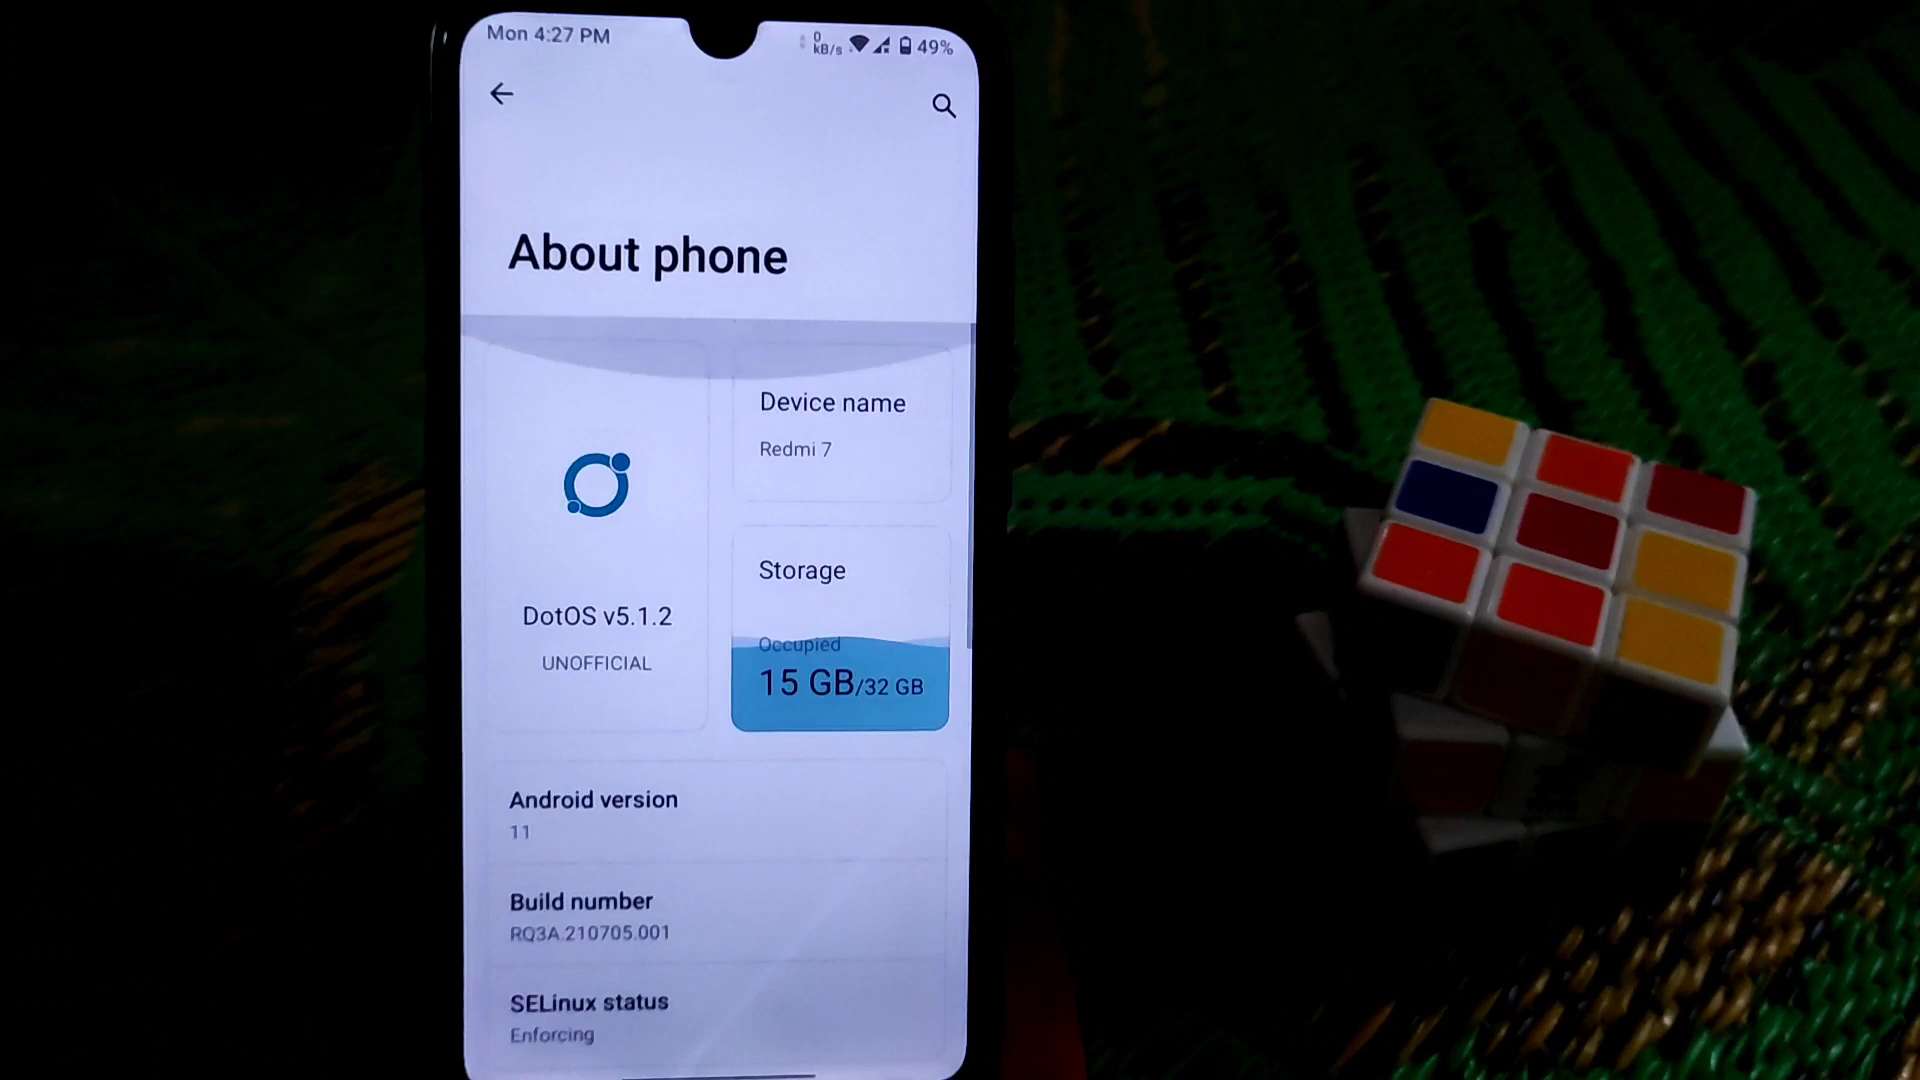 Mon 4:27 PM
0
kB/s
49%
About phone
Device name
Redmi 7
DotOS v5.1.2
UNOFFICIAL
Storage
Occupied
15 GB/32 GB
Android version
11
Build number
RQ3A.210705.001
SELinux status
Enforcing